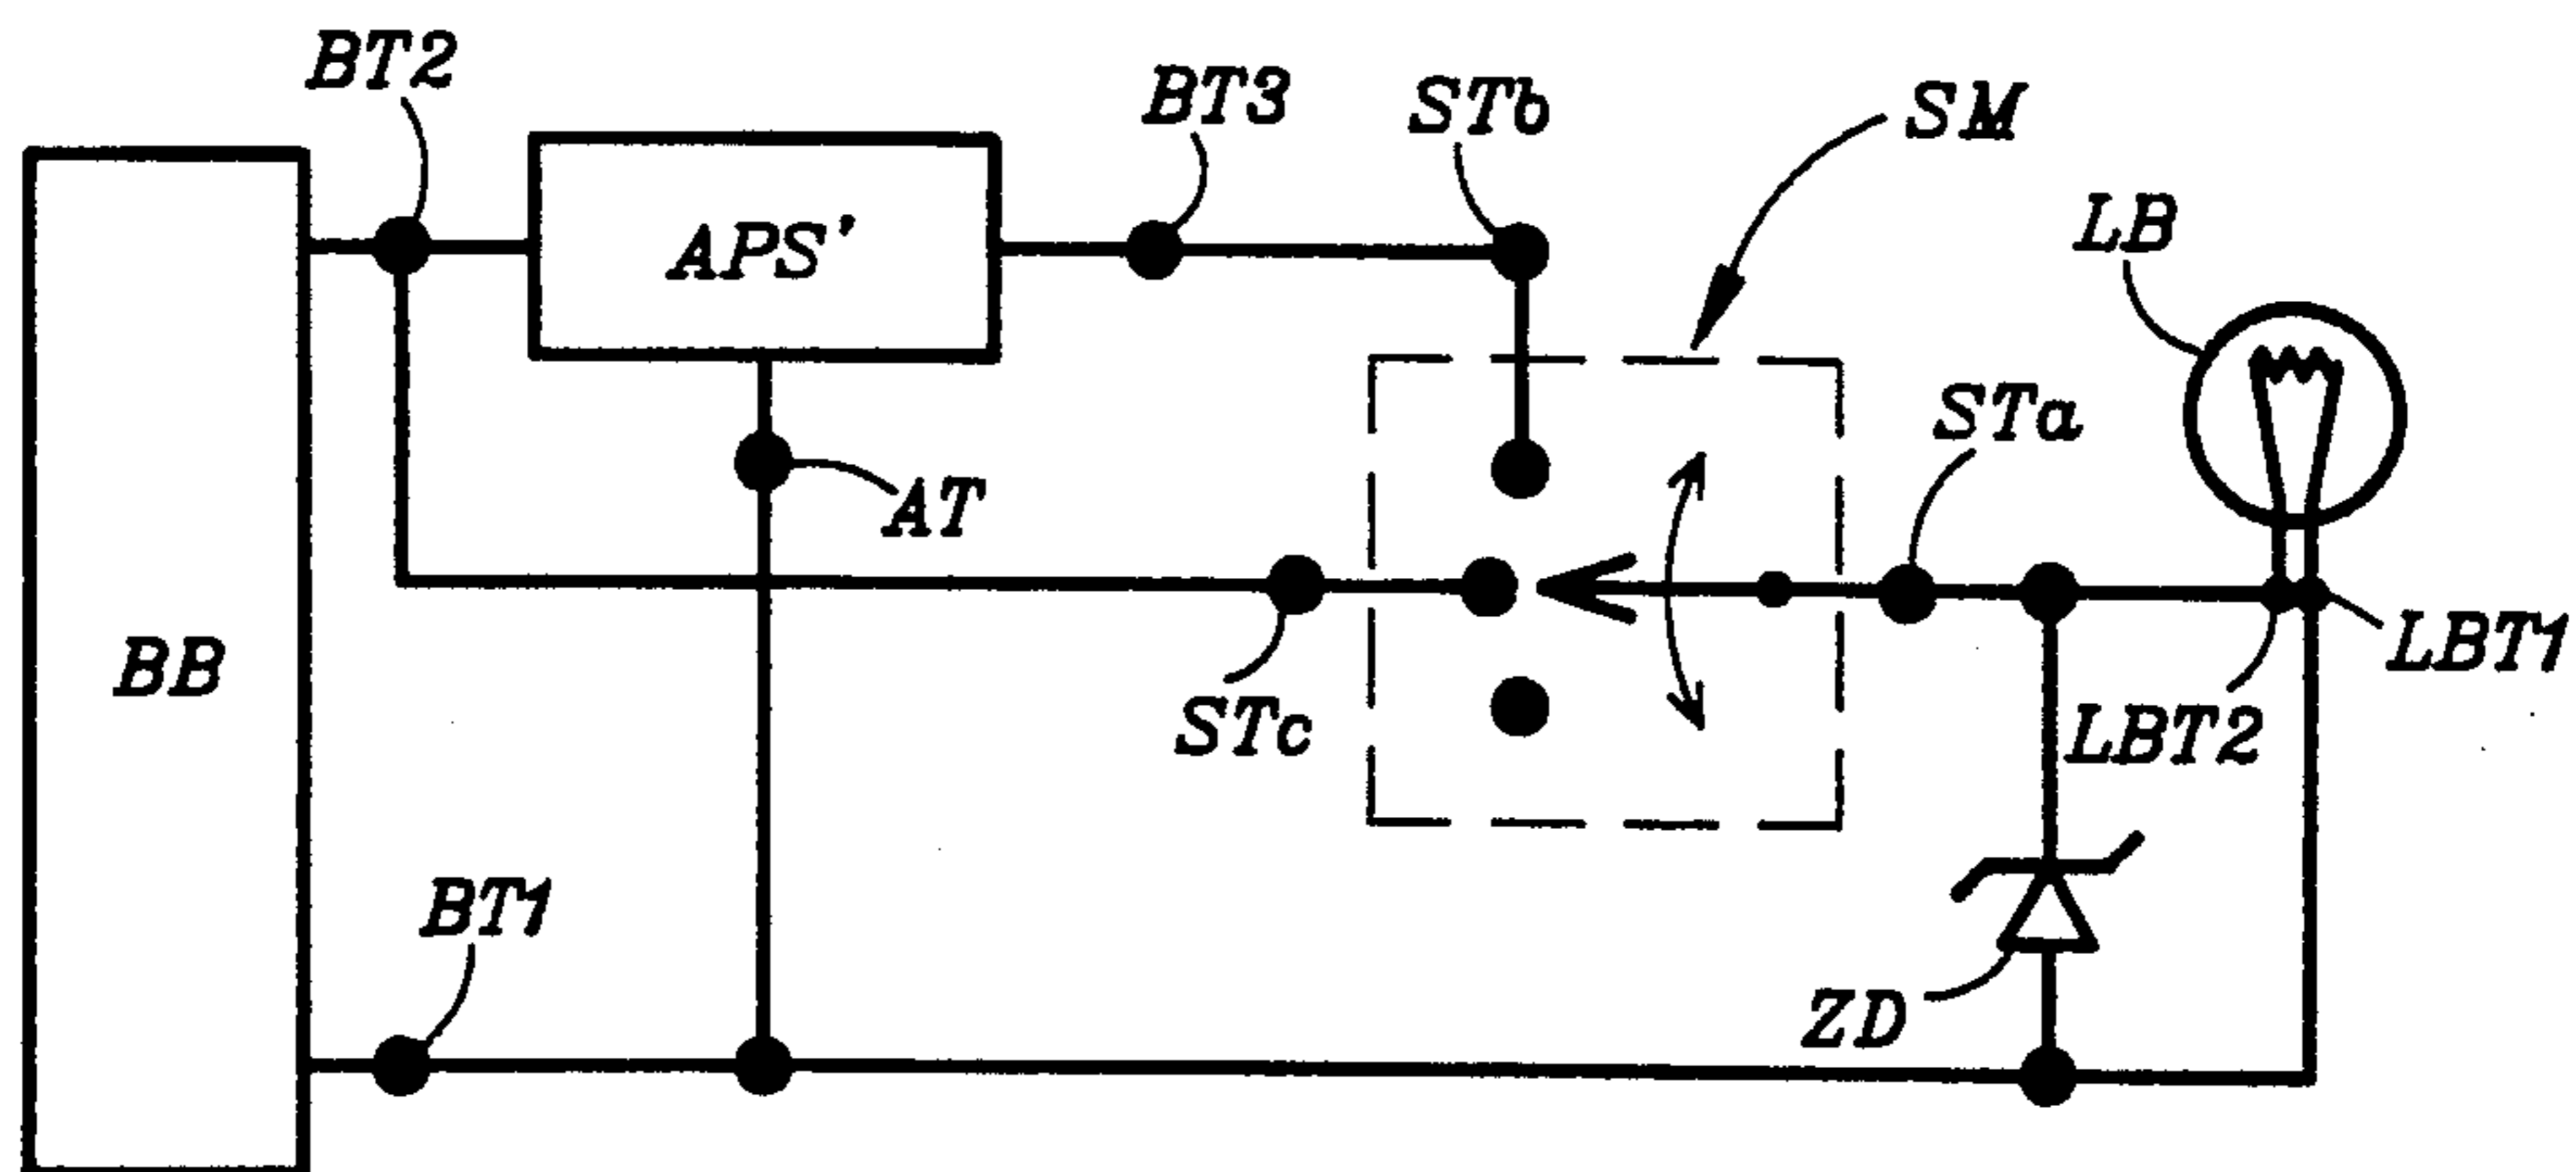 BT2
BT3
STb
SM
LB
APS'
STa
AT
BB
STc
LBT1
LBT2
BT1
ZD